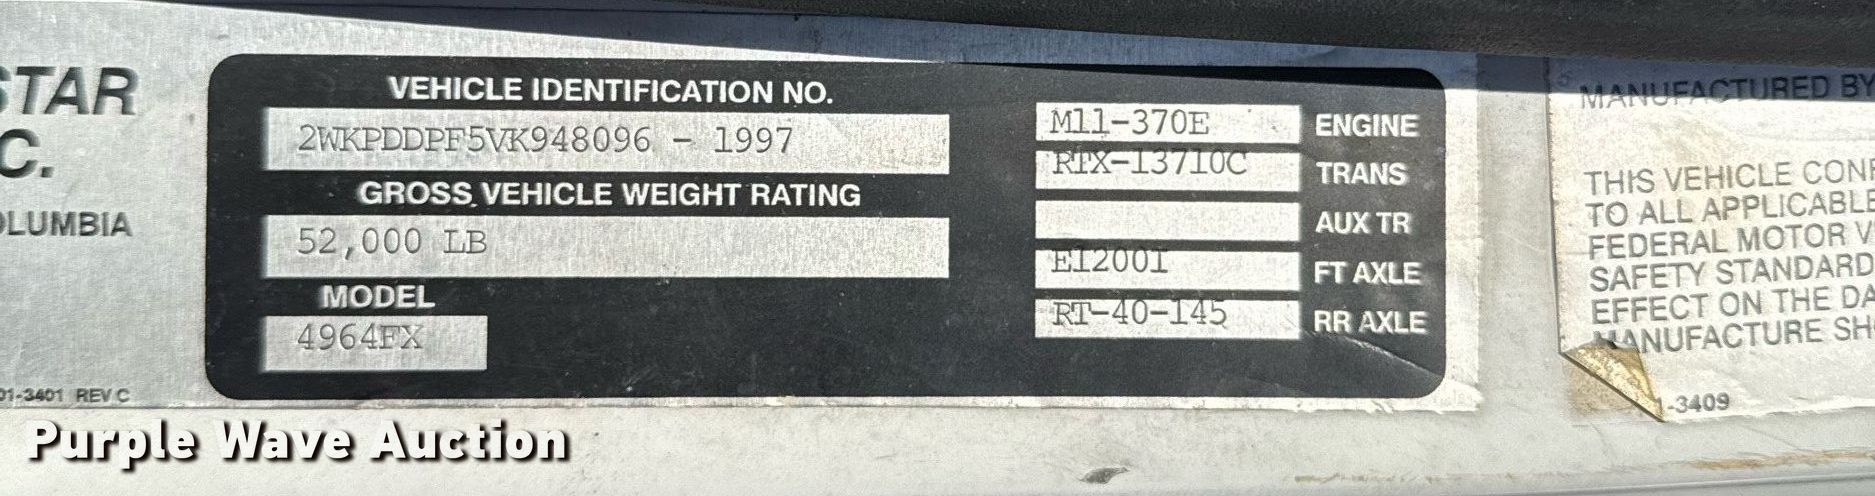 STAR
C.
OLUMBIA
01-3401 REV C
VEHICLE IDENTIFICATION NO.
2WKPDDPF5VK948096 - 1997
GROSS VEHICLE WEIGHT RATING
52,000 LB
MODEL
4964FX
M11-370E ENGINE
RTX-13710C TRANS
AUX TR
E1200I FT AXLE
RT-40-145 RR AXLE
MANUFACTURED BY
THIS VEHICLE CONF
TO ALL APPLICABLE
FEDERAL MOTOR V
SAFETY STANDARD
EFFECT ON THE DA
MANUFACTURE SH
1-3409
Purple Wave Auction